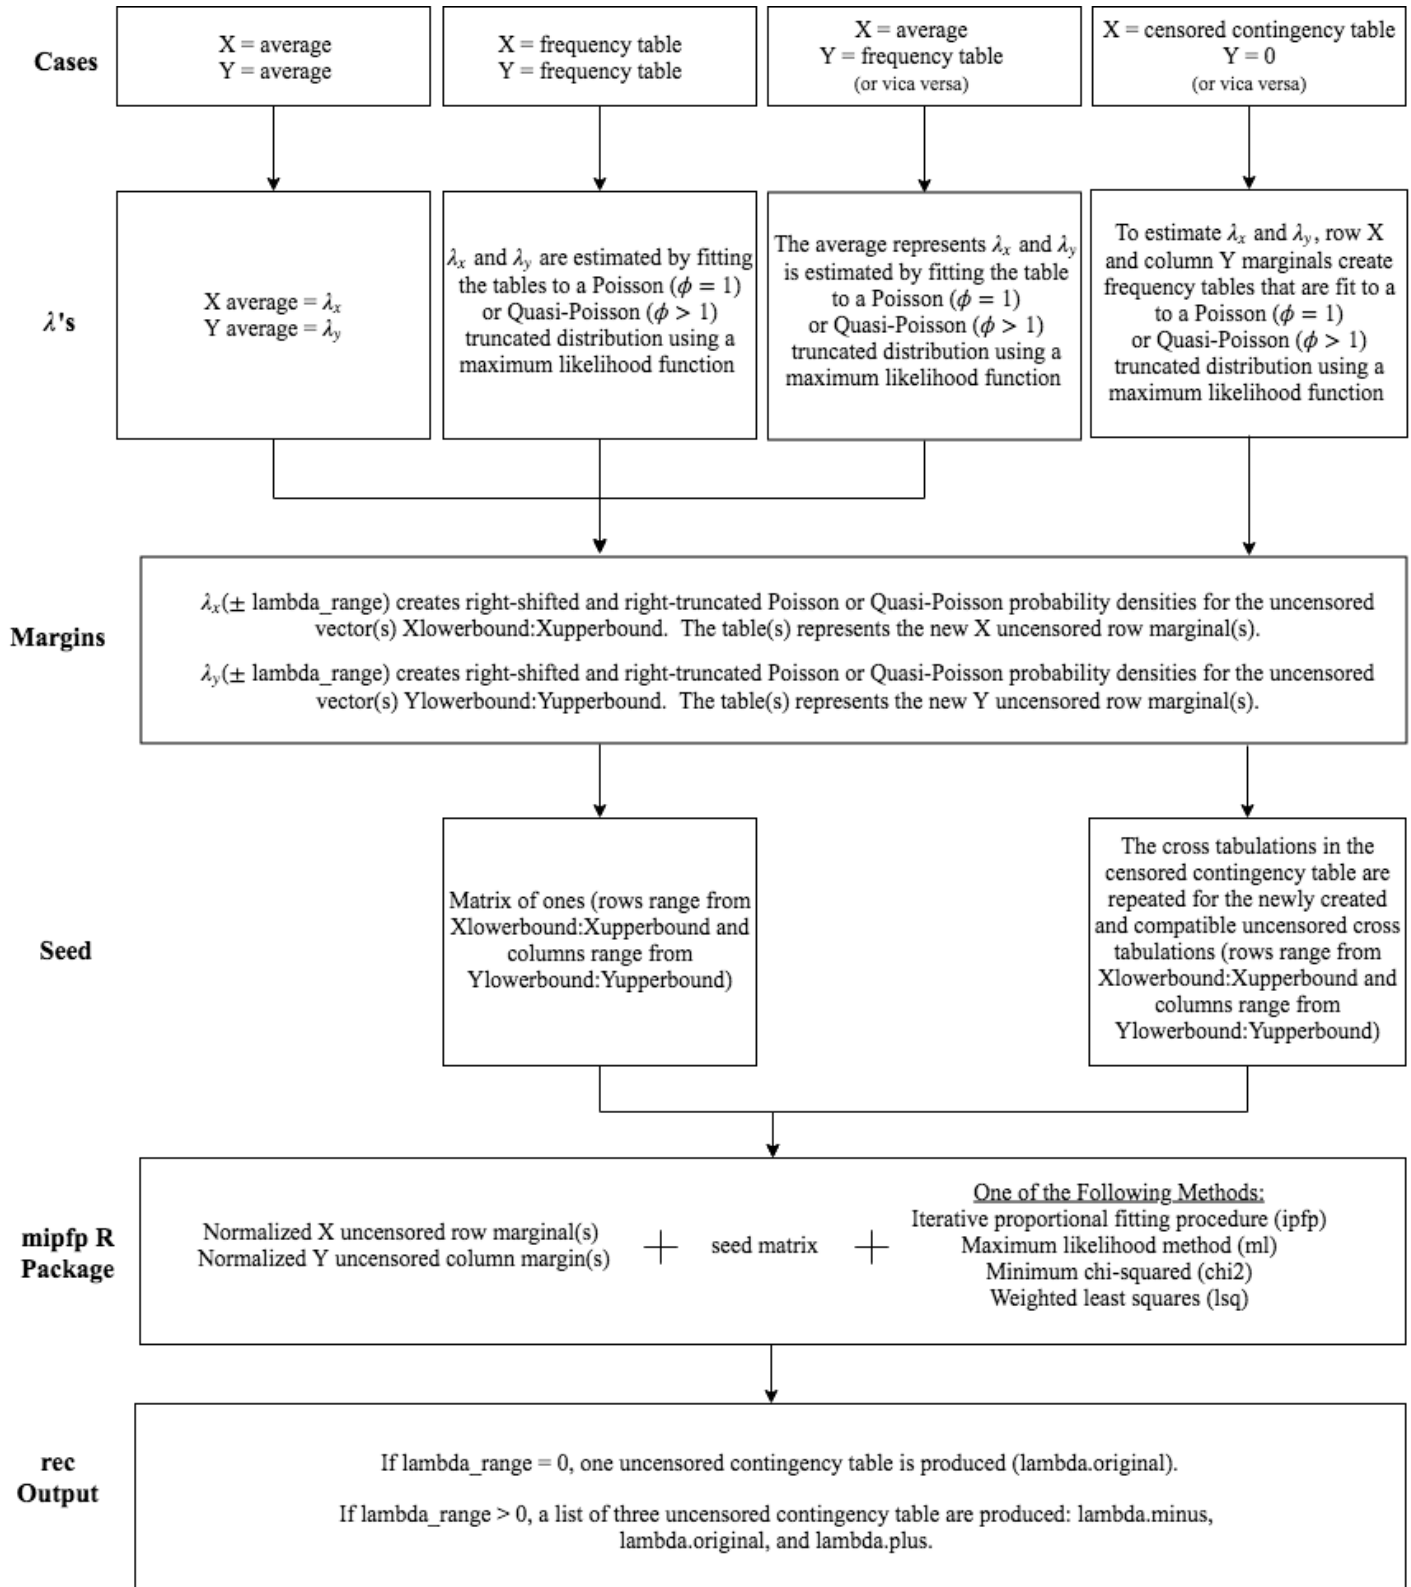 Cases
X = average
Y = average
X = frequency table
Y = frequency table
X = average
Y = frequency table
(or vica versa)
X = censored contingency table
Y = 0
(or vica versa)
λ's
X average = λx
Y average = λy
λx and λy are estimated by fitting
the tables to a Poisson (ϕ = 1)
or Quasi-Poisson (ϕ > 1)
truncated distribution using a
maximum likelihood function
The average represents λx and λy
is estimated by fitting the table
to a Poisson (ϕ = 1)
or Quasi-Poisson (ϕ > 1)
truncated distribution using a
maximum likelihood function
To estimate λx and λy, row X
and column Y marginals create
frequency tables that are fit to a
to a Poisson (ϕ = 1)
or Quasi-Poisson (ϕ > 1)
truncated distribution using a
maximum likelihood function
Margins
λx(± lambda_range) creates right-shifted and right-truncated Poisson or Quasi-Poisson probability densities for the uncensored
vector(s) Xlowerbound:Xupperbound. The table(s) represents the new X uncensored row marginal(s).
λy(± lambda_range) creates right-shifted and right-truncated Poisson or Quasi-Poisson probability densities for the uncensored
vector(s) Ylowerbound:Yupperbound. The table(s) represents the new Y uncensored row marginal(s).
Seed
Matrix of ones (rows range from
Xlowerbound:Xupperbound and
columns range from
Ylowerbound:Yupperbound)
The cross tabulations in the
censored contingency table are
repeated for the newly created
and compatible uncensored cross
tabulations (rows range from
Xlowerbound:Xupperbound and
columns range from
Ylowerbound:Yupperbound)
mipfp R
Package
Normalized X uncensored row marginal(s)
Normalized Y uncensored column margin(s)
+
seed matrix
+
One of the Following Methods:
Iterative proportional fitting procedure (ipfp)
Maximum likelihood method (ml)
Minimum chi-squared (chi2)
Weighted least squares (lsq)
rec
Output
If lambda_range = 0, one uncensored contingency table is produced (lambda.original).
If lambda_range > 0, a list of three uncensored contingency table are produced: lambda.minus,
lambda.original, and lambda.plus.